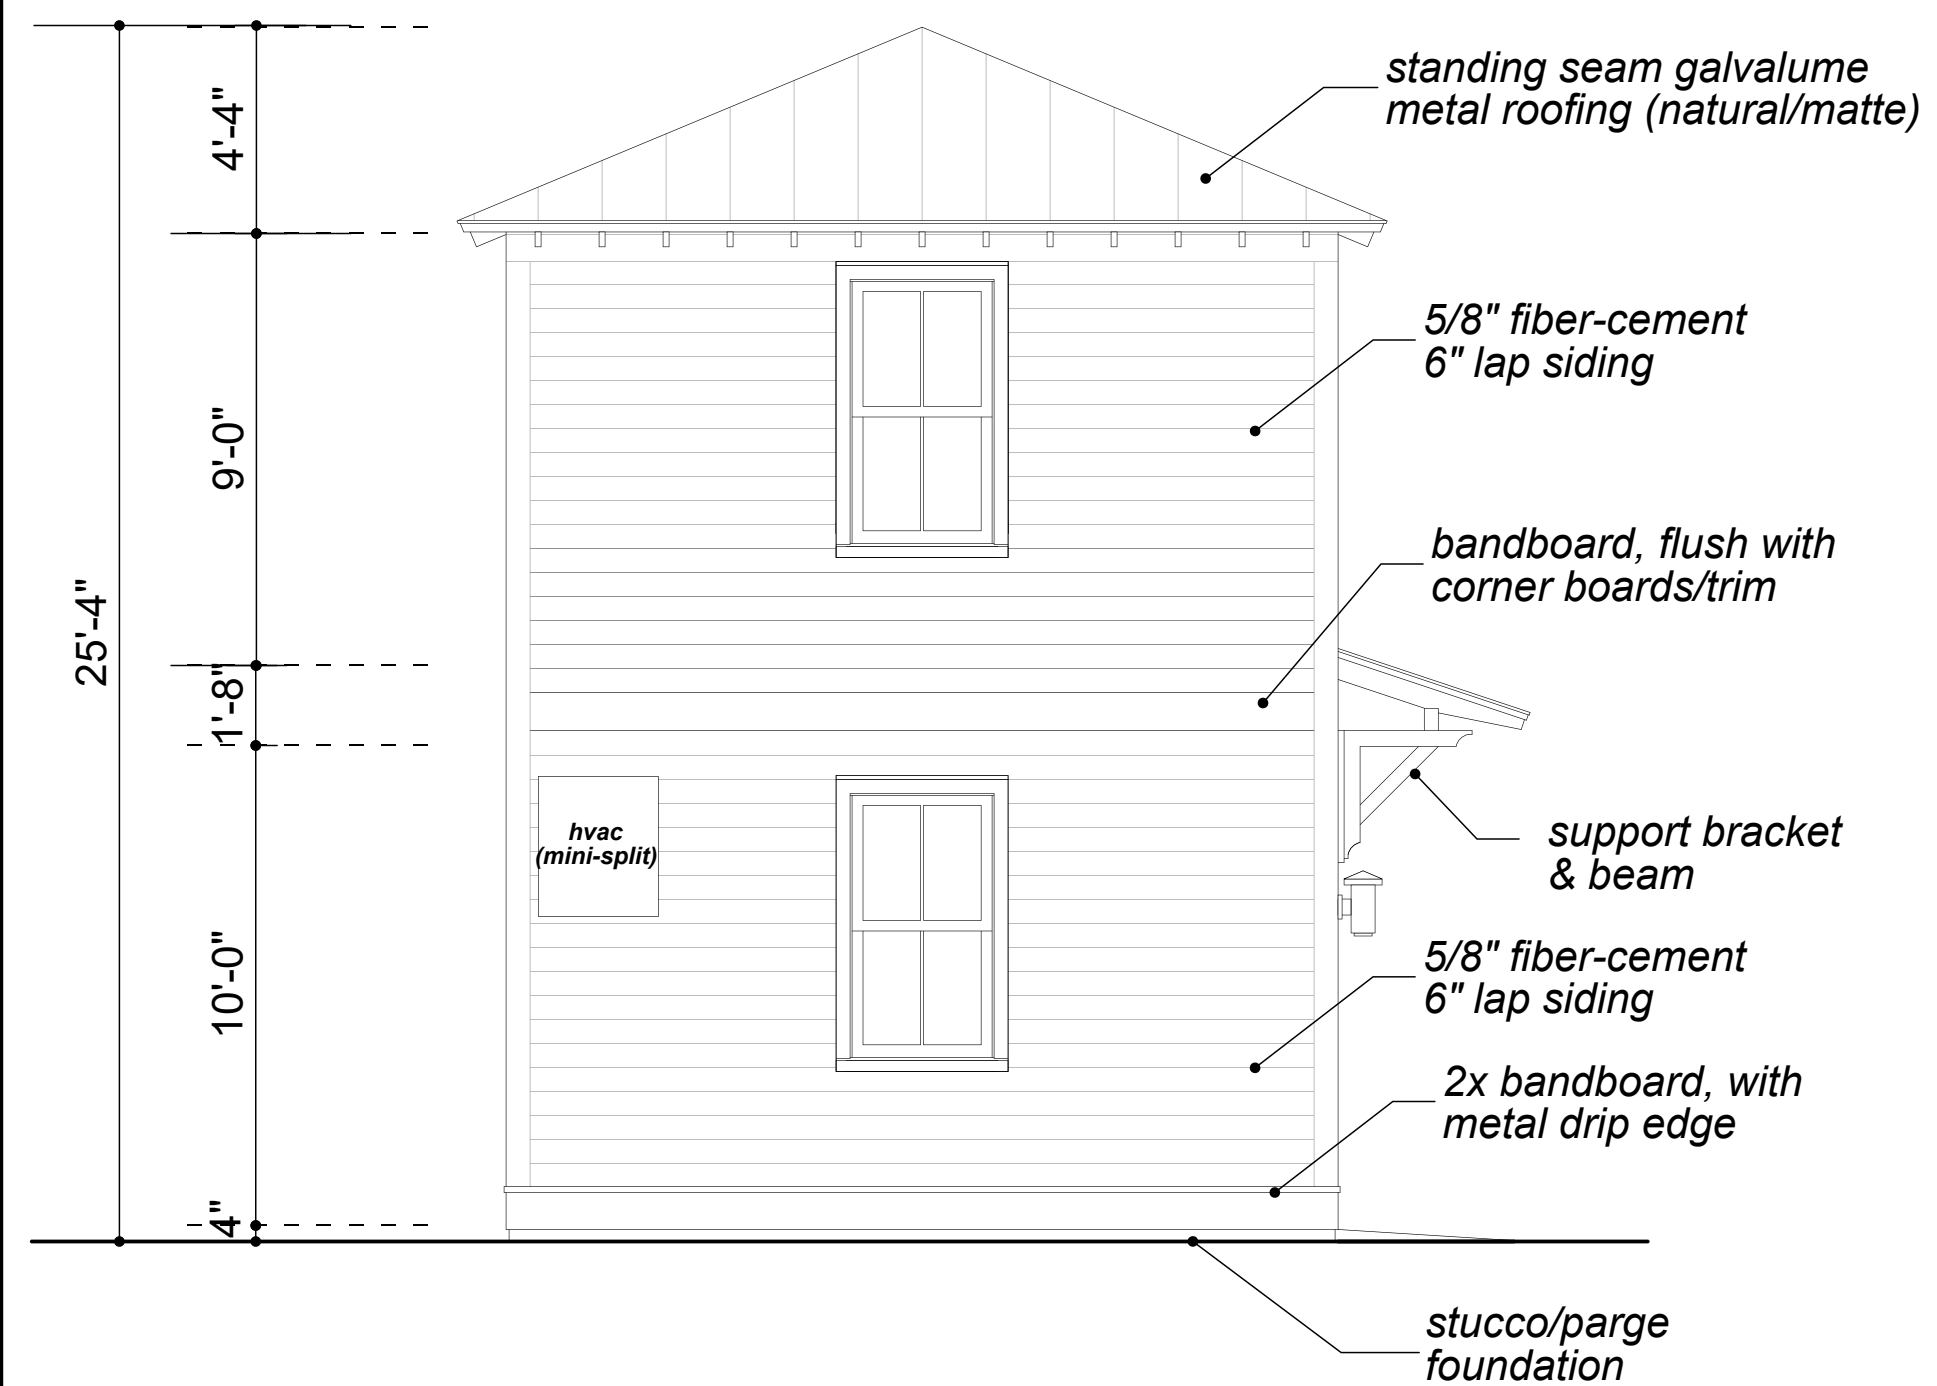 standing seam galvalume
metal roofing (natural/matte)
4'-4"
5/8" fiber-cement
6" lap siding
9'-0"
bandboard, flush with
corner boards/trim
25'-4"
1'-8"
hvac
(mini-split)
support bracket
& beam
10'-0"
5/8" fiber-cement
6" lap siding
2x bandboard, with
metal drip edge
4"
stucco/parge
foundation